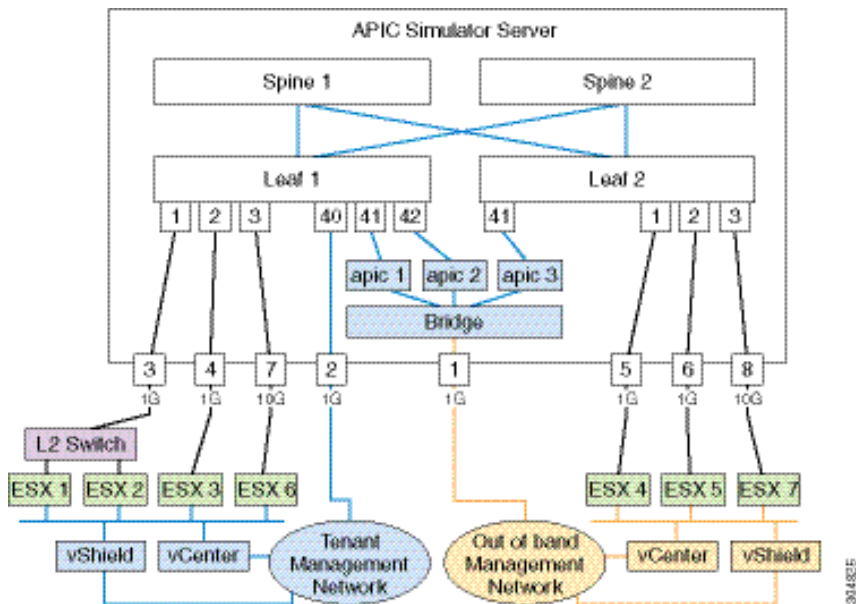 APIC Simulator Server
Spine 1
Spine 2
Leaf 1
Leaf 2
1
2
3
40
41
42
41
1
2
3
apic 1
apic 2
apic 3
Bridge
3
4
7
2
1
5
6
8
1G
1G
10G
1G
1G
1G
1G
10G
L2 Switch
ESX 1
ESX 2
ESX 3
ESX 6
ESX 4
ESX 5
ESX 7
vShield
vCenter
Tenant
Management
Network
Out of band
Management
Network
vCenter
vShield
304825